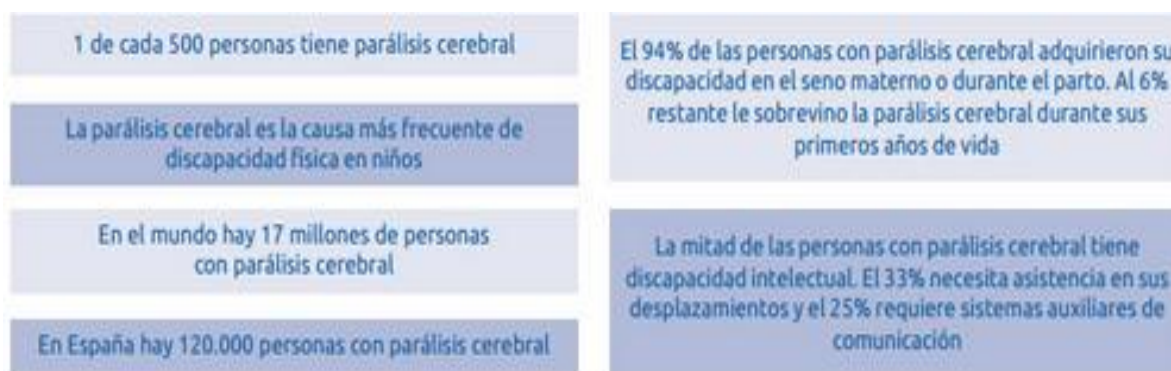 1 de cada 500 personas tiene parálisis cerebral
La parálisis cerebral es la causa más frecuente de
discapacidad física en niños
En el mundo hay 17 millones de personas
con parálisis cerebral
En España hay 120.000 personas con parálisis cerebral
El 94% de las personas con parálisis cerebral adquirieron su
discapacidad en el seno materno o durante el parto. Al 6%
restante le sobrevino la parálisis cerebral durante sus
primeros años de vida
La mitad de las personas con parálisis cerebral tiene
discapacidad intelectual. El 33% necesita asistencia en sus
desplazamientos y el 25% requiere sistemas auxiliares de
comunicación